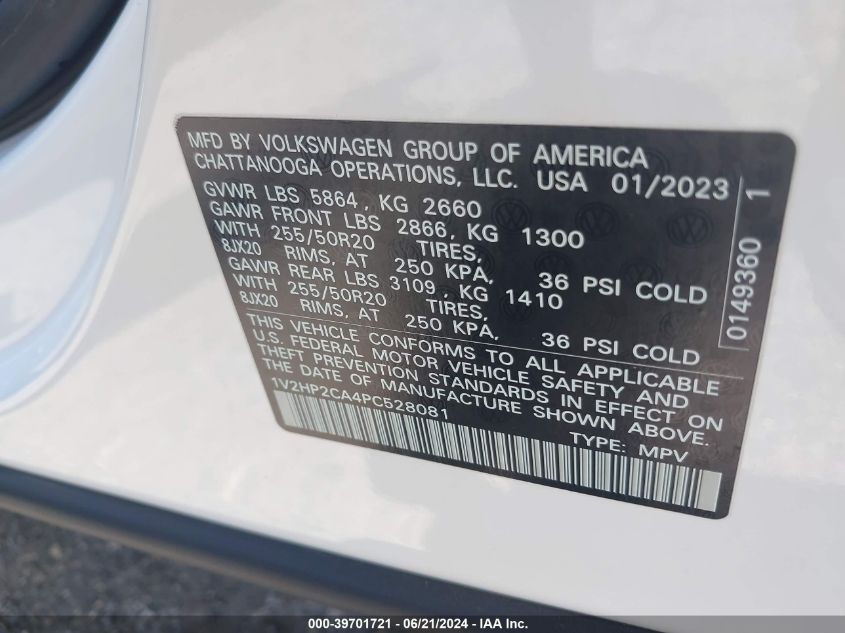 MFD BY VOLKSWAGEN GROUP OF AMERICA
CHATTANOOGA OPERATIONS, LLC. USA 01/2023
GVWR LBS 5864, KG 2660
GAWR FRONT LBS 2866, KG 1300
WITH 255/50R20 TIRES,
8JX20 RIMS, AT 250 KPA, 36 PSI COLD
GAWR REAR LBS 3109, KG 1410
WITH 255/50R20 TIRES,
8JX20 RIMS, AT 250 KPA, 36 PSI COLD
THIS VEHICLE CONFORMS TO ALL APPLICABLE
U.S. FEDERAL MOTOR VEHICLE SAFETY AND
THEFT PREVENTION STANDARDS IN EFFECT ON
THE DATE OF MANUFACTURE SHOWN ABOVE.
1V2HP2CA4PC528081
TYPE: MPV
0149360 1
000-39701721 - 06/21/2024 - IAA Inc.